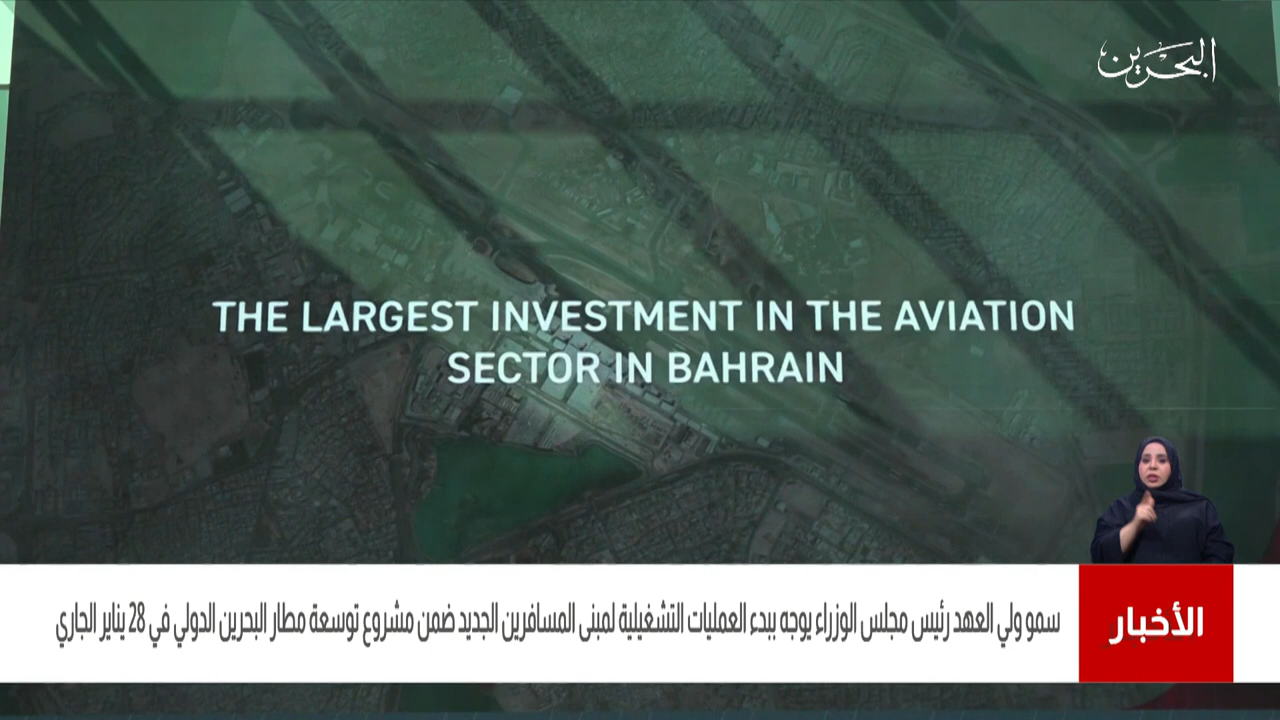 البحرين
THE LARGEST INVESTMENT IN THE AVIATION
SECTOR IN BAHRAIN
الأخبار
سمو ولي العهد رئيس مجلس الوزراء يوجه ببدء العمليات التشغيلية لمبنى المسافرين الجديد ضمن مشروع توسعة مطار البحرين الدولي في 28 يناير الجاري